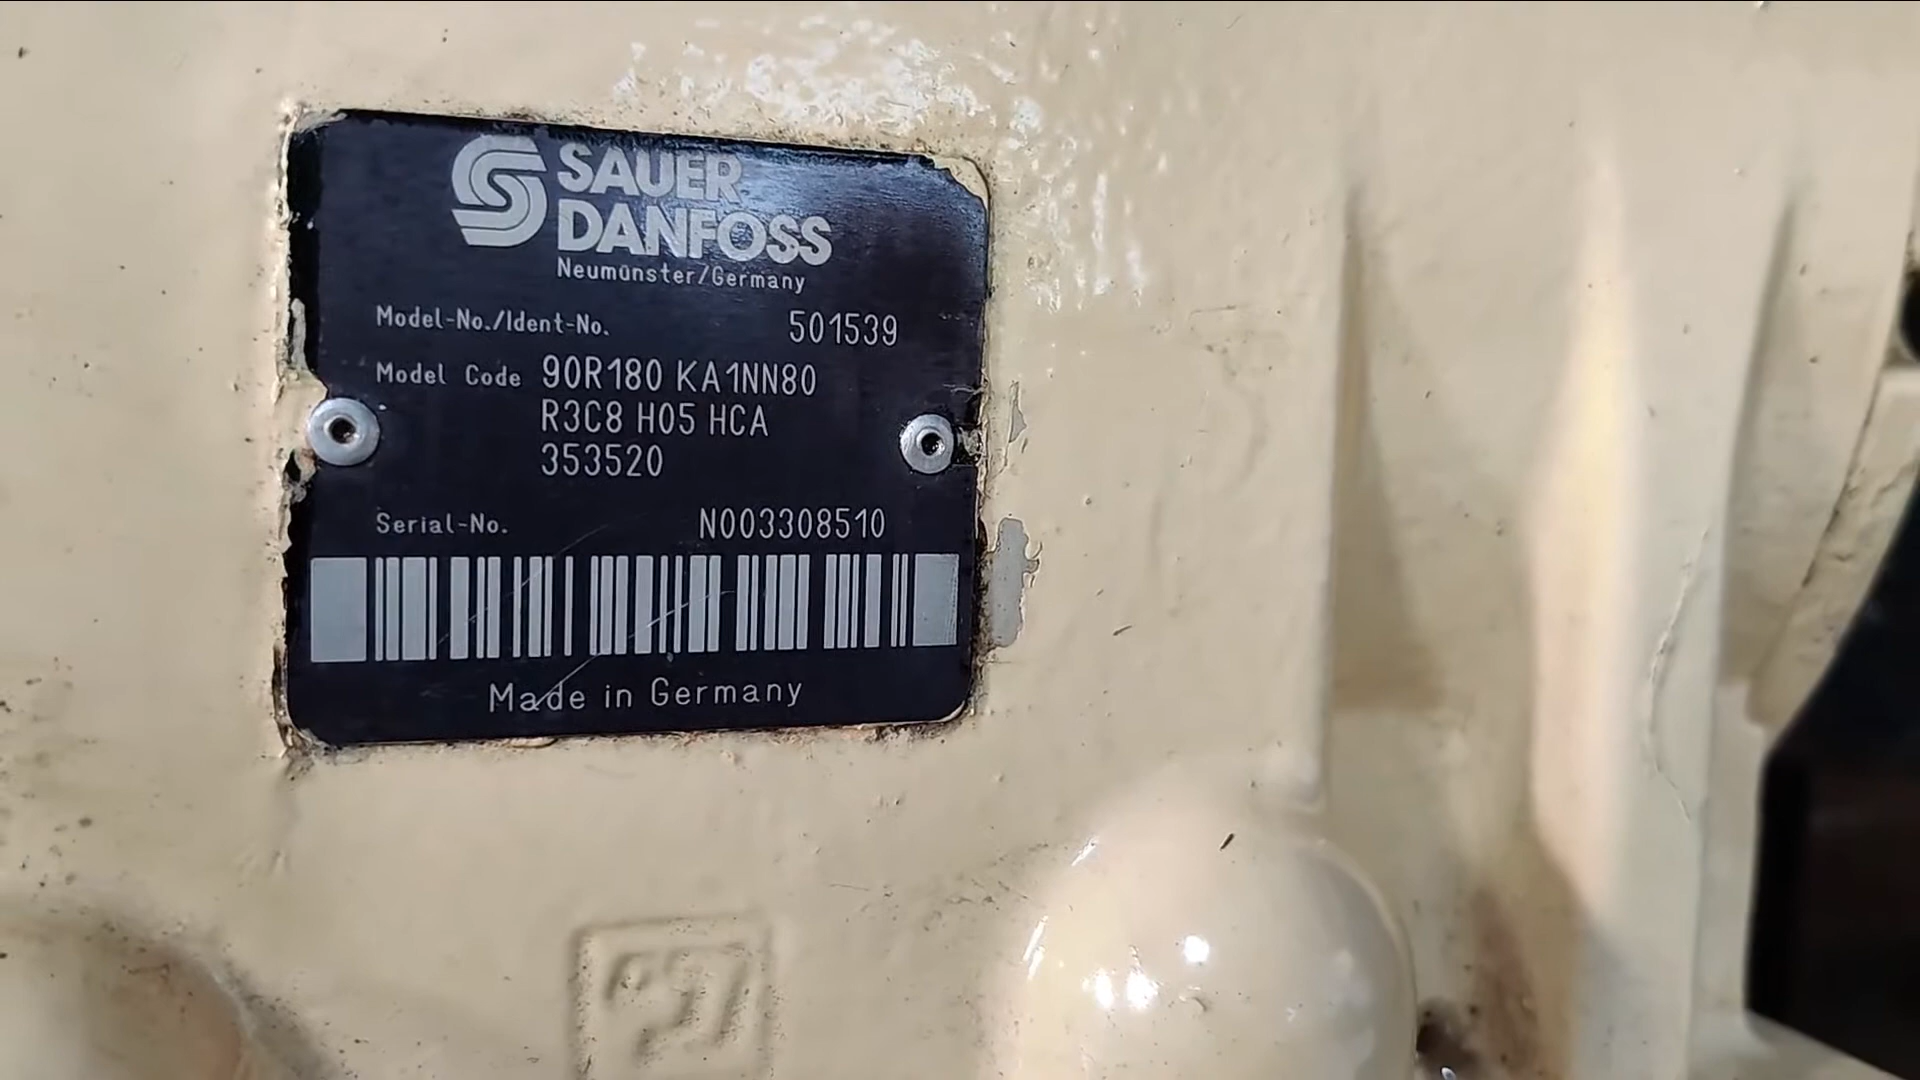 SAUER
DANFOSS
Neumünster/Germany
Model-No./Ident-No. 501539
Model Code 90R180 KA1NN80
R3C8 H05 HCA
353520
Serial-No. N003308510
Made in Germany